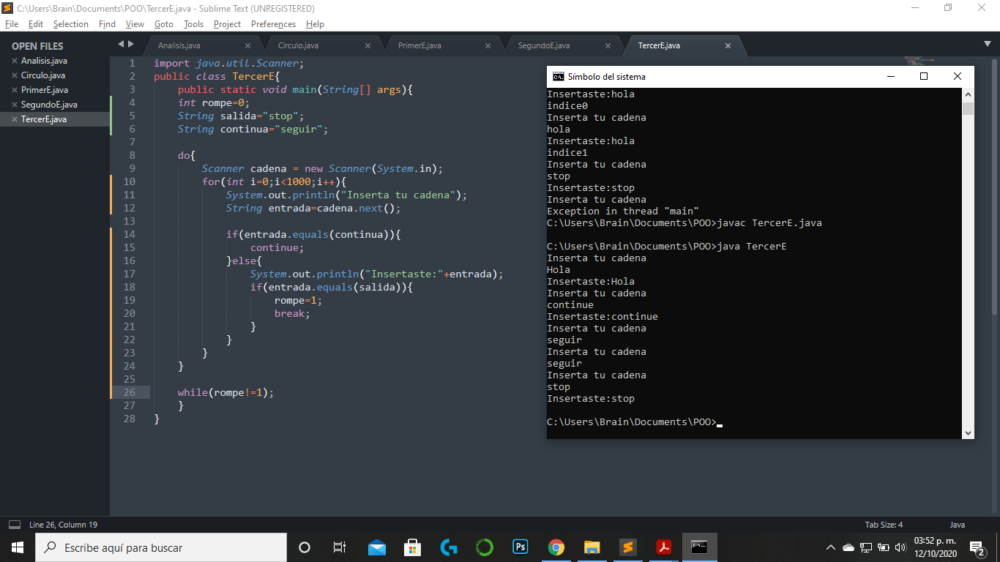 C:\Users\Brain\Documents\POO\TercerE.java - Sublime Text (UNREGISTERED)
File Edit Selection Find View Goto Tools Project Preferences Help
OPEN FILES
Analisis.java
Circulo.java
PrimerE.java
SegundoE.java
TercerE.java
Analisis.java Circulo.java PrimerE.java SegundoE.java TercerE.java
1 import java.util.Scanner;
2 public class TercerE{
3 public static void main(String[] args){
4 int rompe=0;
5 String salida="stop";
6 String continua="seguir";
7
8 do{
9 Scanner cadena = new Scanner(System.in);
10 for(int i=0;i<1000;i++){
11 System.out.println("Inserta tu cadena");
12 String entrada=cadena.next();
13
14 if(entrada.equals(continua)){
15 continue;
16 }else{
17 System.out.println("Insertaste:"+entrada);
18 if(entrada.equals(salida)){
19 rompe=1;
20 break;
21 }
22 }
23 }
24 }
25
26 while(rompe!=1);
27 }
28 }
Símbolo del sistema
Insertaste:hola
indice0
Inserta tu cadena
hola
Insertaste:hola
indice1
Inserta tu cadena
stop
Insertaste:stop
Inserta tu cadena
Exception in thread "main"
C:\Users\Brain\Documents\POO>javac TercerE.java
C:\Users\Brain\Documents\POO>java TercerE
Inserta tu cadena
Hola
Insertaste:Hola
Inserta tu cadena
continue
Insertaste:continue
Inserta tu cadena
seguir
Inserta tu cadena
seguir
Inserta tu cadena
stop
Insertaste:stop
C:\Users\Brain\Documents\POO>
Line 26, Column 19
Tab Size: 4
Java
Escribe aquí para buscar
Ps
03:52 p. m.
12/10/2020
2